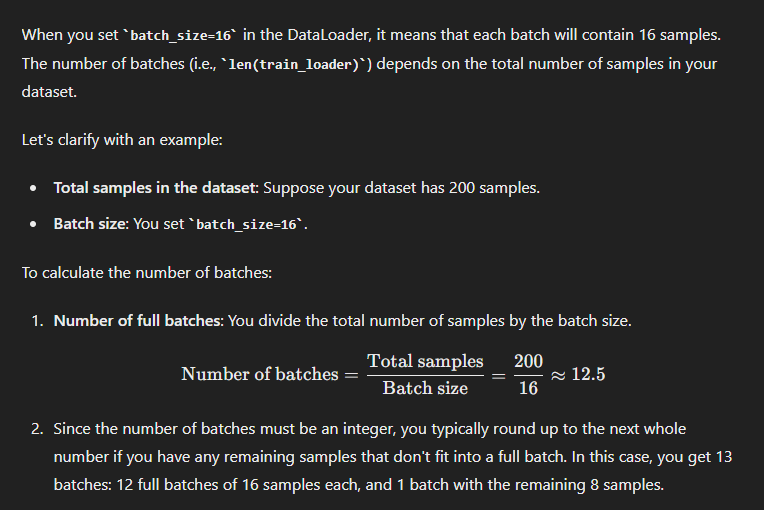 When you set `batch_size=16` in the DataLoader, it means that each batch will contain 16 samples.
The number of batches (i.e., `len(train_loader)`) depends on the total number of samples in your
dataset.
Let's clarify with an example:
• Total samples in the dataset: Suppose your dataset has 200 samples.
• Batch size: You set `batch_size=16`.
To calculate the number of batches:
1. Number of full batches: You divide the total number of samples by the batch size.
Number of batches = Total samples / Batch size = 200 / 16 ≈ 12.5
2. Since the number of batches must be an integer, you typically round up to the next whole
number if you have any remaining samples that don't fit into a full batch. In this case, you get 13
batches: 12 full batches of 16 samples each, and 1 batch with the remaining 8 samples.